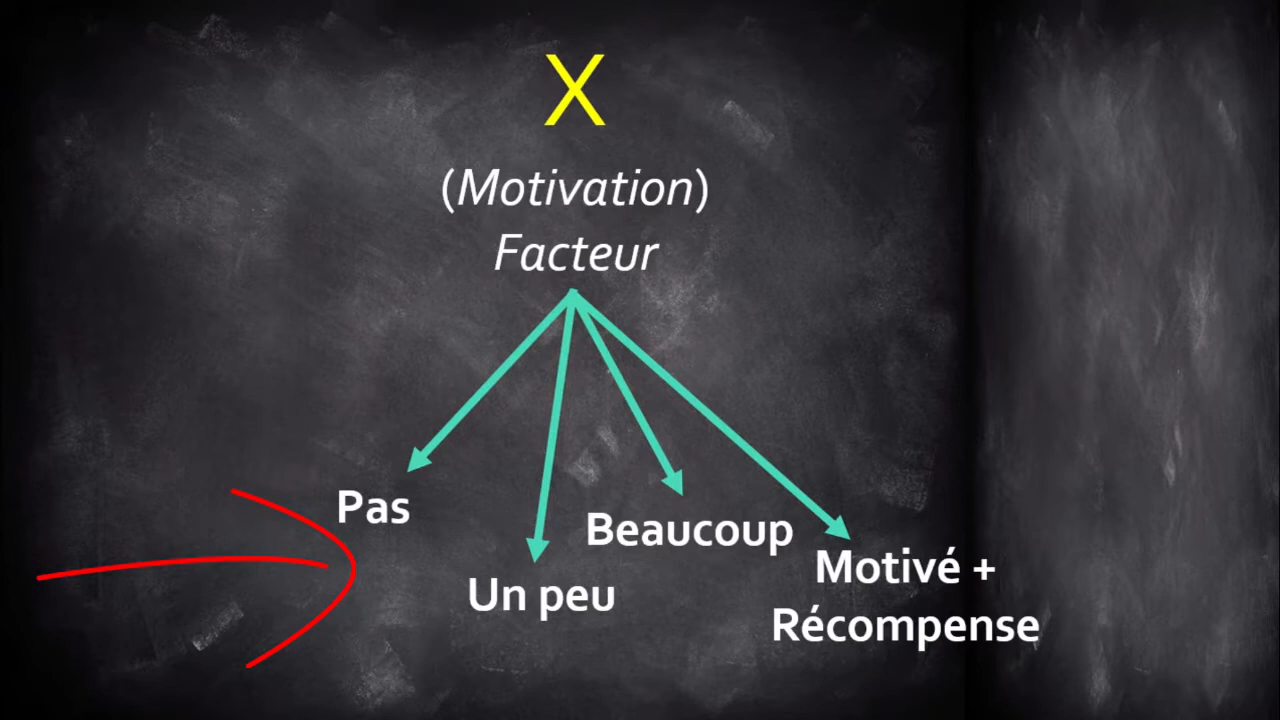 X
(Motivation)
Facteur
Pas
Un peu
Beaucoup
Motivé +
Récompense